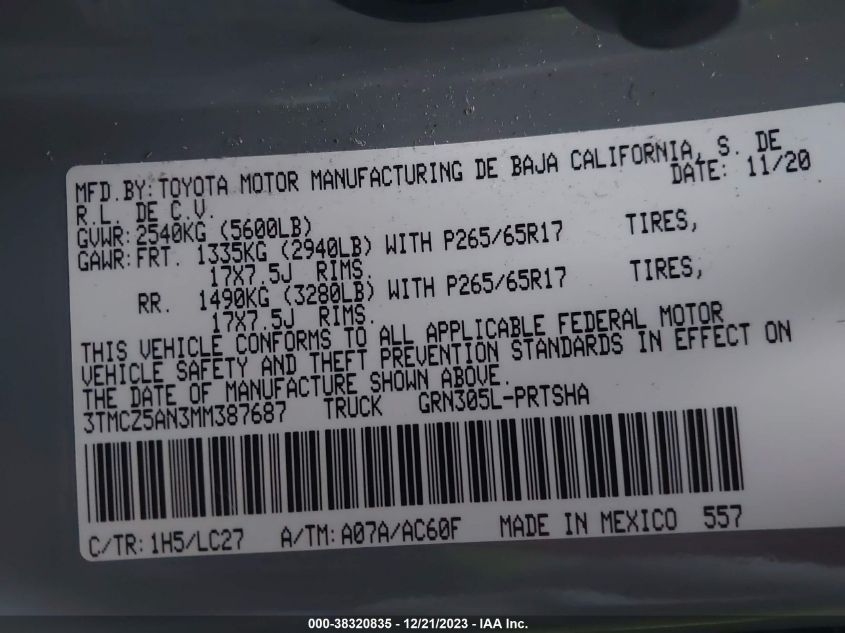 MFD.BY: TOYOTA MOTOR MANUFACTURING DE BAJA CALIFORNIA, S. DE
R.L. DE C.V. DATE: 11/20
GVWR: 2540KG (5600LB)
GAWR: FRT. 1335KG (2940LB) WITH P265/65R17 TIRES,
17X7.5J RIMS.
RR. 1490KG (3280LB) WITH P265/65R17 TIRES,
17X7.5J RIMS.
THIS VEHICLE CONFORMS TO ALL APPLICABLE FEDERAL MOTOR
VEHICLE SAFETY AND THEFT PREVENTION STANDARDS IN EFFECT ON
THE DATE OF MANUFACTURE SHOWN ABOVE.
3TMCZ5AN3MM387687 TRUCK GRN305L-PRTSHA
C/TR: 1H5/LC27 A/TM: A07A/AC60F MADE IN MEXICO 557
000-38320835 - 12/21/2023 - IAA Inc.